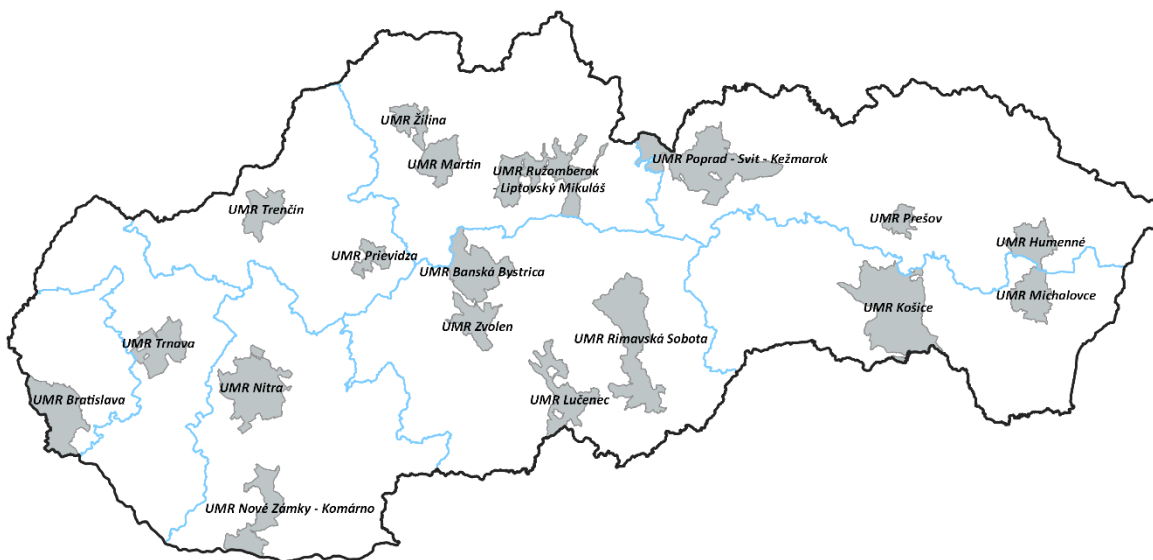 UMR Žilina
UMR Martin
UMR Ružomberok
- Liptovský Mikuláš
UMR Poprad - Svit - Kežmarok
UMR Trenčín
UMR Prešov
UMR Humenné
UMR Prievidza
UMR Banská Bystrica
UMR Michalovce
UMR Košice
UMR Zvolen
UMR Rimavská Sobota
UMR Trnava
UMR Nitra
UMR Bratislava
UMR Lučenec
UMR Nové Zámky - Komárno